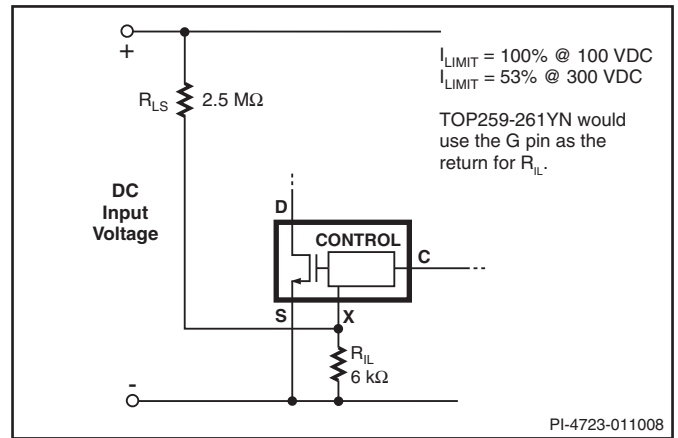 +
I_LIMIT = 100% @ 100 VDC
I_LIMIT = 53% @ 300 VDC
R_LS 2.5 MΩ
TOP259-261YN would
use the G pin as the
return for R_IL.
DC
Input
Voltage
D
CONTROL
C
S
X
R_IL
6 kΩ
-
PI-4723-011008